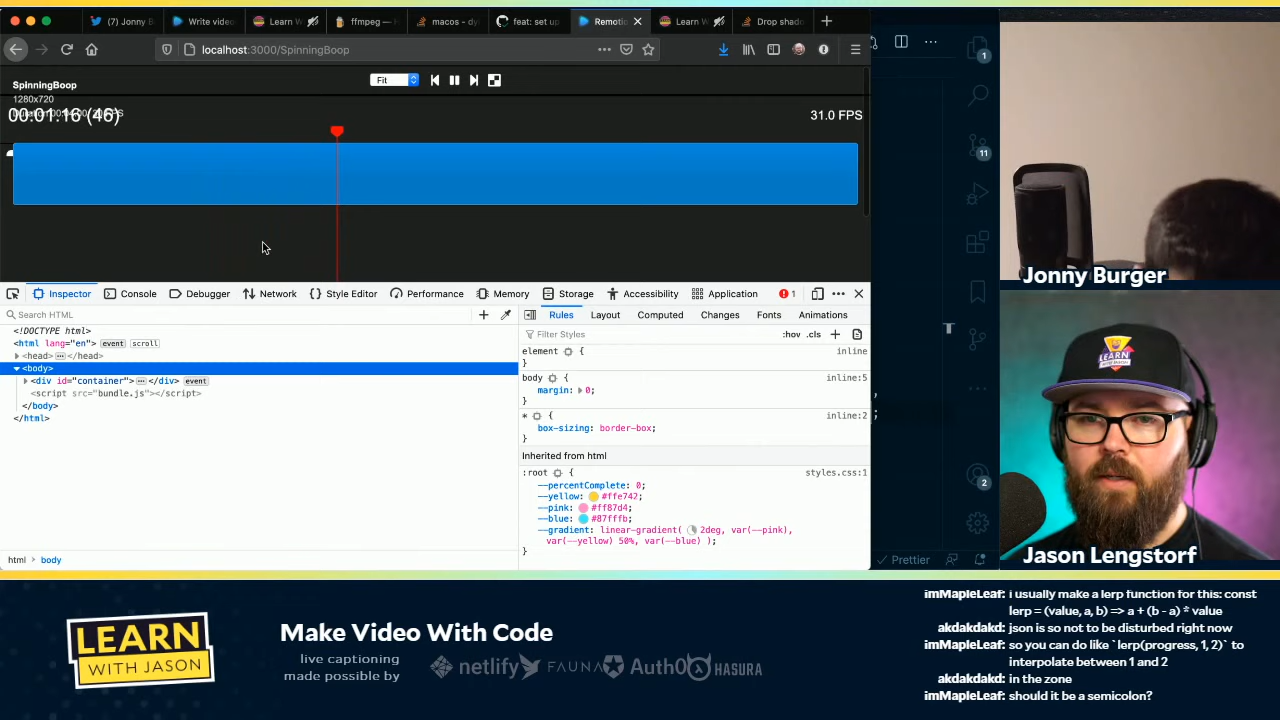 (7) Jonny B
Write video
Learn W
ffmpeg —
macos - dy
feat: set up
Remotio
Learn W
Drop shado
localhost:3000/SpinningBoop
SpinningBoop
1280x720
00:01:16 (46)
Fit
31.0 FPS
Inspector
Console
Debugger
Network
Style Editor
Performance
Memory
Storage
Accessibility
Application
1
Search HTML
Rules
Layout
Computed
Changes
Fonts
Animations
<!DOCTYPE html>
<html lang="en"> event scroll
<head> </head>
<body>
<div id="container"> </div> event
<script src="bundle.js"></script>
</body>
</html>
Filter Styles
:hov .cls
element {
inline
}
body {
inline:5
margin: 0;
}
* {
inline:2
box-sizing: border-box;
}
Inherited from html
:root {
styles.css:1
--percentComplete: 0;
--yellow: #ffe742;
--pink: #ff87d4;
--blue: #87fffb;
--gradient: linear-gradient( 2deg, var(--pink),
var(--yellow) 50%, var(--blue) );
}
html
body
1
11
2
Prettier
Jonny Burger
LEARN
Jason Lengstorf
LEARN
WITH JASON
Make Video With Code
live captioning
made possible by
netlify
FAUNA
Auth0
HASURA
imMapleLeaf: i usually make a lerp function for this: const
lerp = (value, a, b) => a + (b - a) * value
akdakdakd: json is so not to be disturbed right now
imMapleLeaf: so you can do like `lerp(progress, 1, 2)` to
interpolate between 1 and 2
akdakdakd: in the zone
imMapleLeaf: should it be a semicolon?